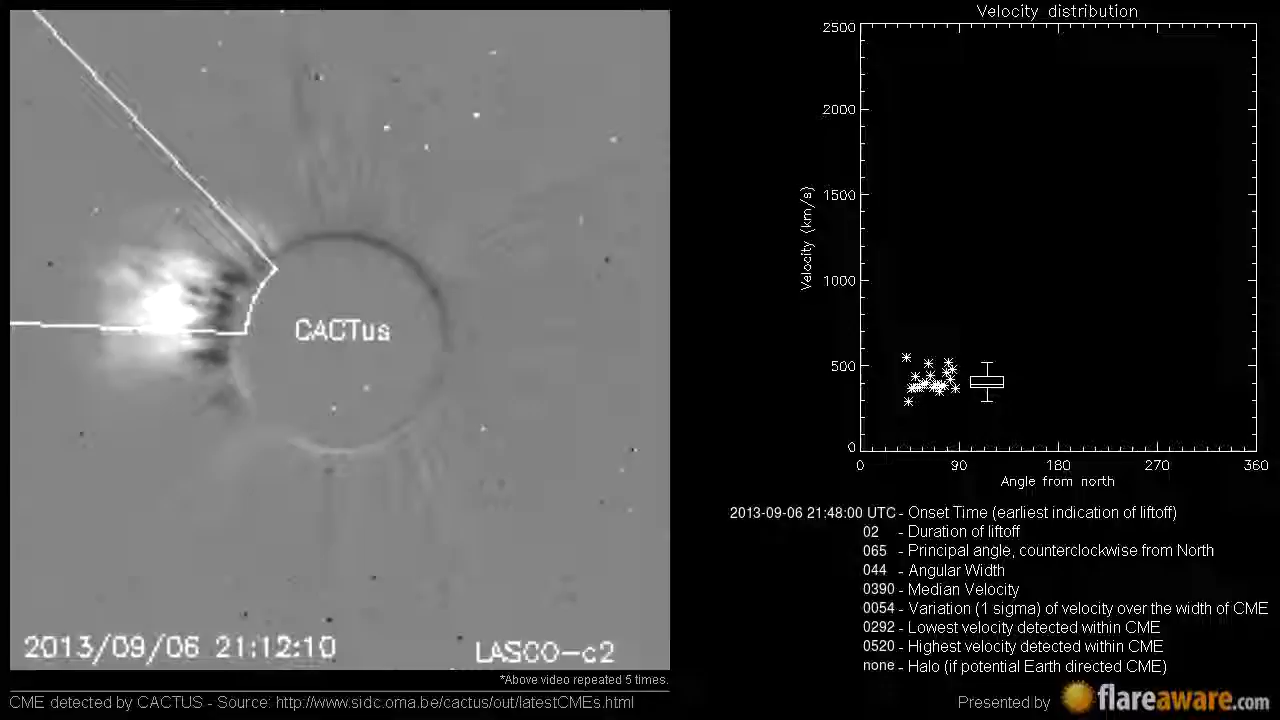 Velocity distribution
2500
2000
1500
1000
500
0
Velocity (km/s)
0 90 180 270 360
Angle from north
CACTus
2013/09/06 21:12:10 LASCO-c2
*Above video repeated 5 times.
CME detected by CACTUS - Source: http://www.sidc.oma.be/cactus/out/latestCMEs.html
2013-09-06 21:48:00 UTC - Onset Time (earliest indication of liftoff)
02 - Duration of liftoff
065 - Principal angle, counterclockwise from North
044 - Angular Width
0390 - Median Velocity
0054 - Variation (1 sigma) of velocity over the width of CME
0292 - Lowest velocity detected within CME
0520 - Highest velocity detected within CME
none - Halo (if potential Earth directed CME)
Presented by flareaware.com